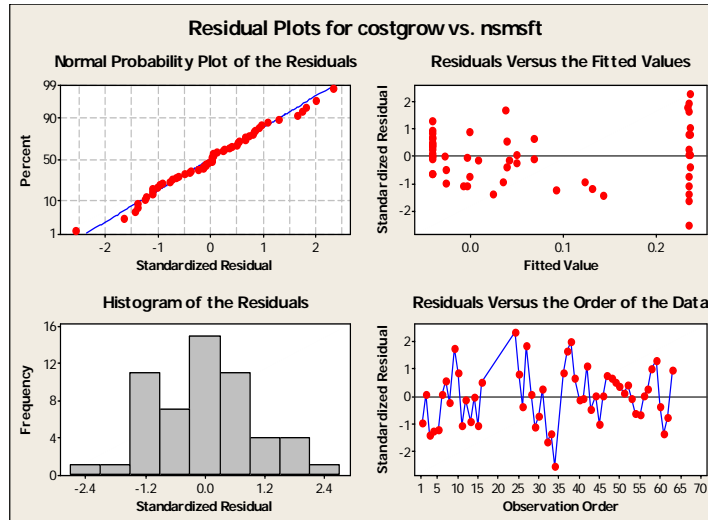 Residual Plots for costgrow vs. nsmsft
Normal Probability Plot of the Residuals
99
90
50
10
1
Percent
-2 -1 0 1 2
Standardized Residual
Residuals Versus the Fitted Values
2
1
0
-1
-2
Standardized Residual
0.0 0.1 0.2
Fitted Value
Histogram of the Residuals
16
12
8
4
0
Frequency
-2.4 -1.2 0.0 1.2 2.4
Standardized Residual
Residuals Versus the Order of the Data
2
1
0
-1
-2
Standardized Residual
1 5 10 15 20 25 30 35 40 45 50 55 60 65 70
Observation Order